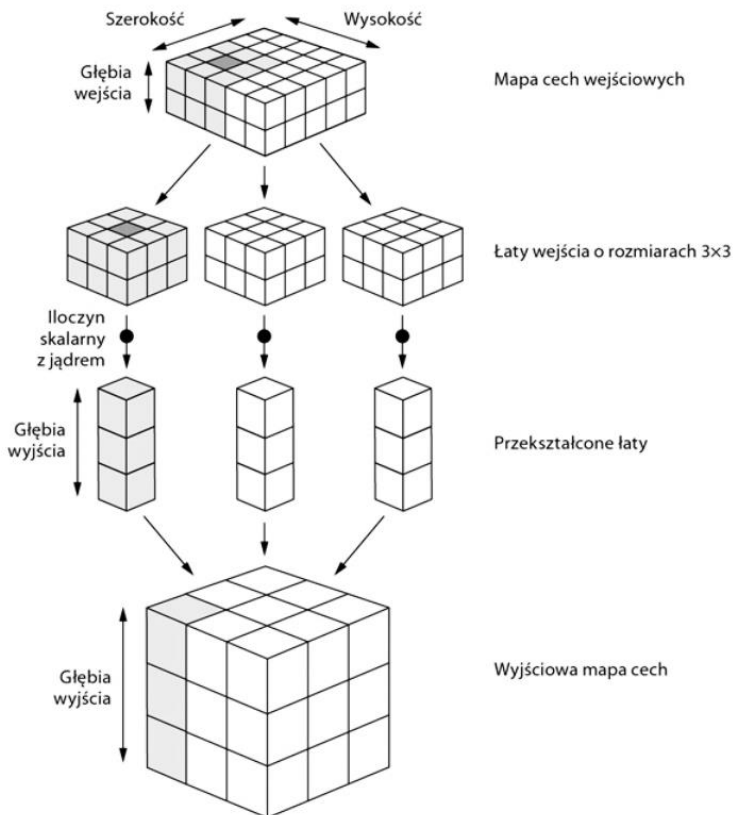 Szerokość
Wysokość
Głębia
wejścia
Mapa cech wejściowych
Łaty wejścia o rozmiarach 3×3
Iloczyn
skalarny
z jądrem
Głębia
wyjścia
Przekształcone łaty
Głębia
wyjścia
Wyjściowa mapa cech